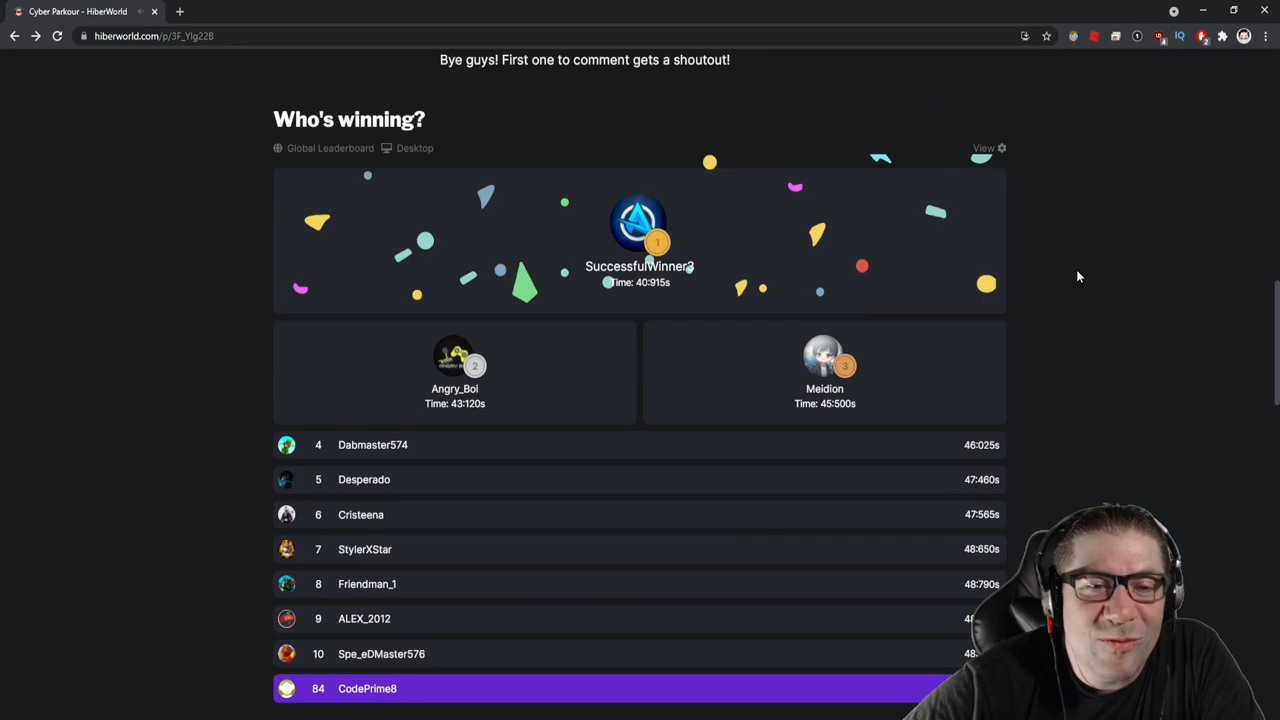 Cyber Parkour - HiberWorld
hiberworld.com/p/3F_YIg22B
Bye guys! First one to comment gets a shoutout!
Who's winning?
Global Leaderboard Desktop View
1
SuccessfulWinner3
Time: 40:915s
2
Angry_Boi
Time: 43:120s
3
Meidion
Time: 45:500s
4 Dabmaster574 46:025s
5 Desperado 47:460s
6 Cristeena 47:565s
7 StylerXStar 48:650s
8 Friendman_1 48:790s
9 ALEX_2012
10 Spe_eDMaster576
84 CodePrime8